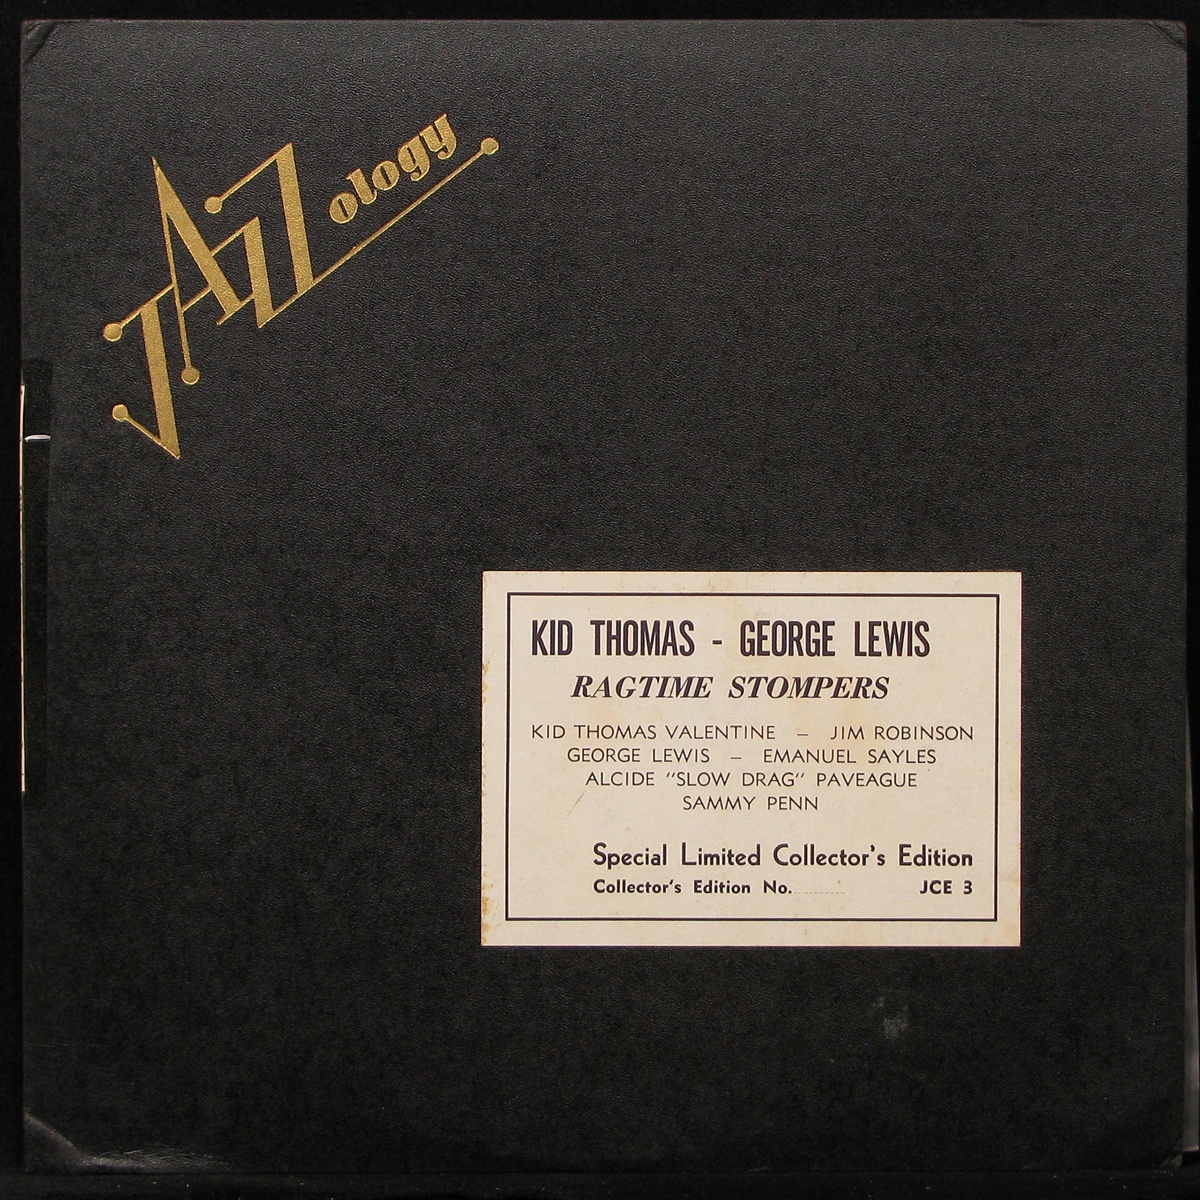 JAZZology
KID THOMAS - GEORGE LEWIS
RAGTIME STOMPERS
KID THOMAS VALENTINE – JIM ROBINSON
GEORGE LEWIS – EMANUEL SAYLES
ALCIDE "SLOW DRAG" PAVEAGUE
SAMMY PENN
Special Limited Collector's Edition
Collector's Edition No.......... JCE 3